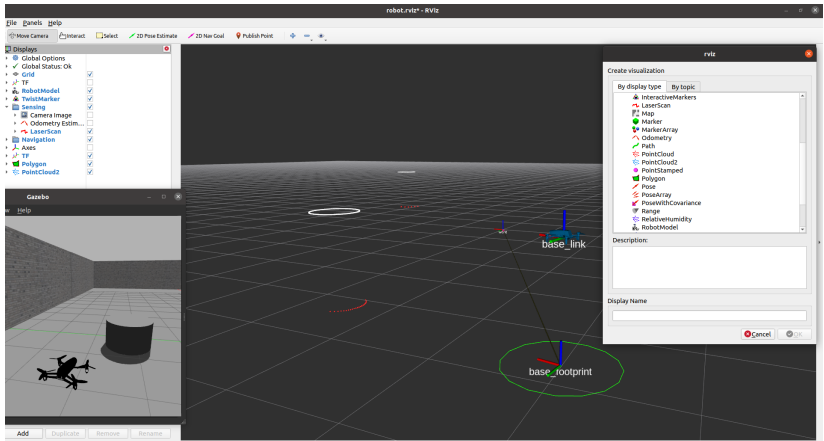 robot.rviz* - RViz
File Panels Help
Move Camera Interact Select 2D Pose Estimate 2D Nav Goal Publish Point
Displays
Global Options
Global Status: Ok
Grid
TF
RobotModel
TwistMarker
Sensing
Camera Image
Odometry Estim...
LaserScan
Navigation
Axes
TF
Polygon
PointCloud2
Gazebo
w Help
Add Duplicate Remove Rename
base_link
base_footprint
rviz
Create visualization
By display type By topic
InteractiveMarkers
LaserScan
Map
Marker
MarkerArray
Odometry
Path
PointCloud
PointCloud2
PointStamped
Polygon
Pose
PoseArray
PoseWithCovariance
Range
RelativeHumidity
RobotModel
Description:
Display Name
Cancel OK